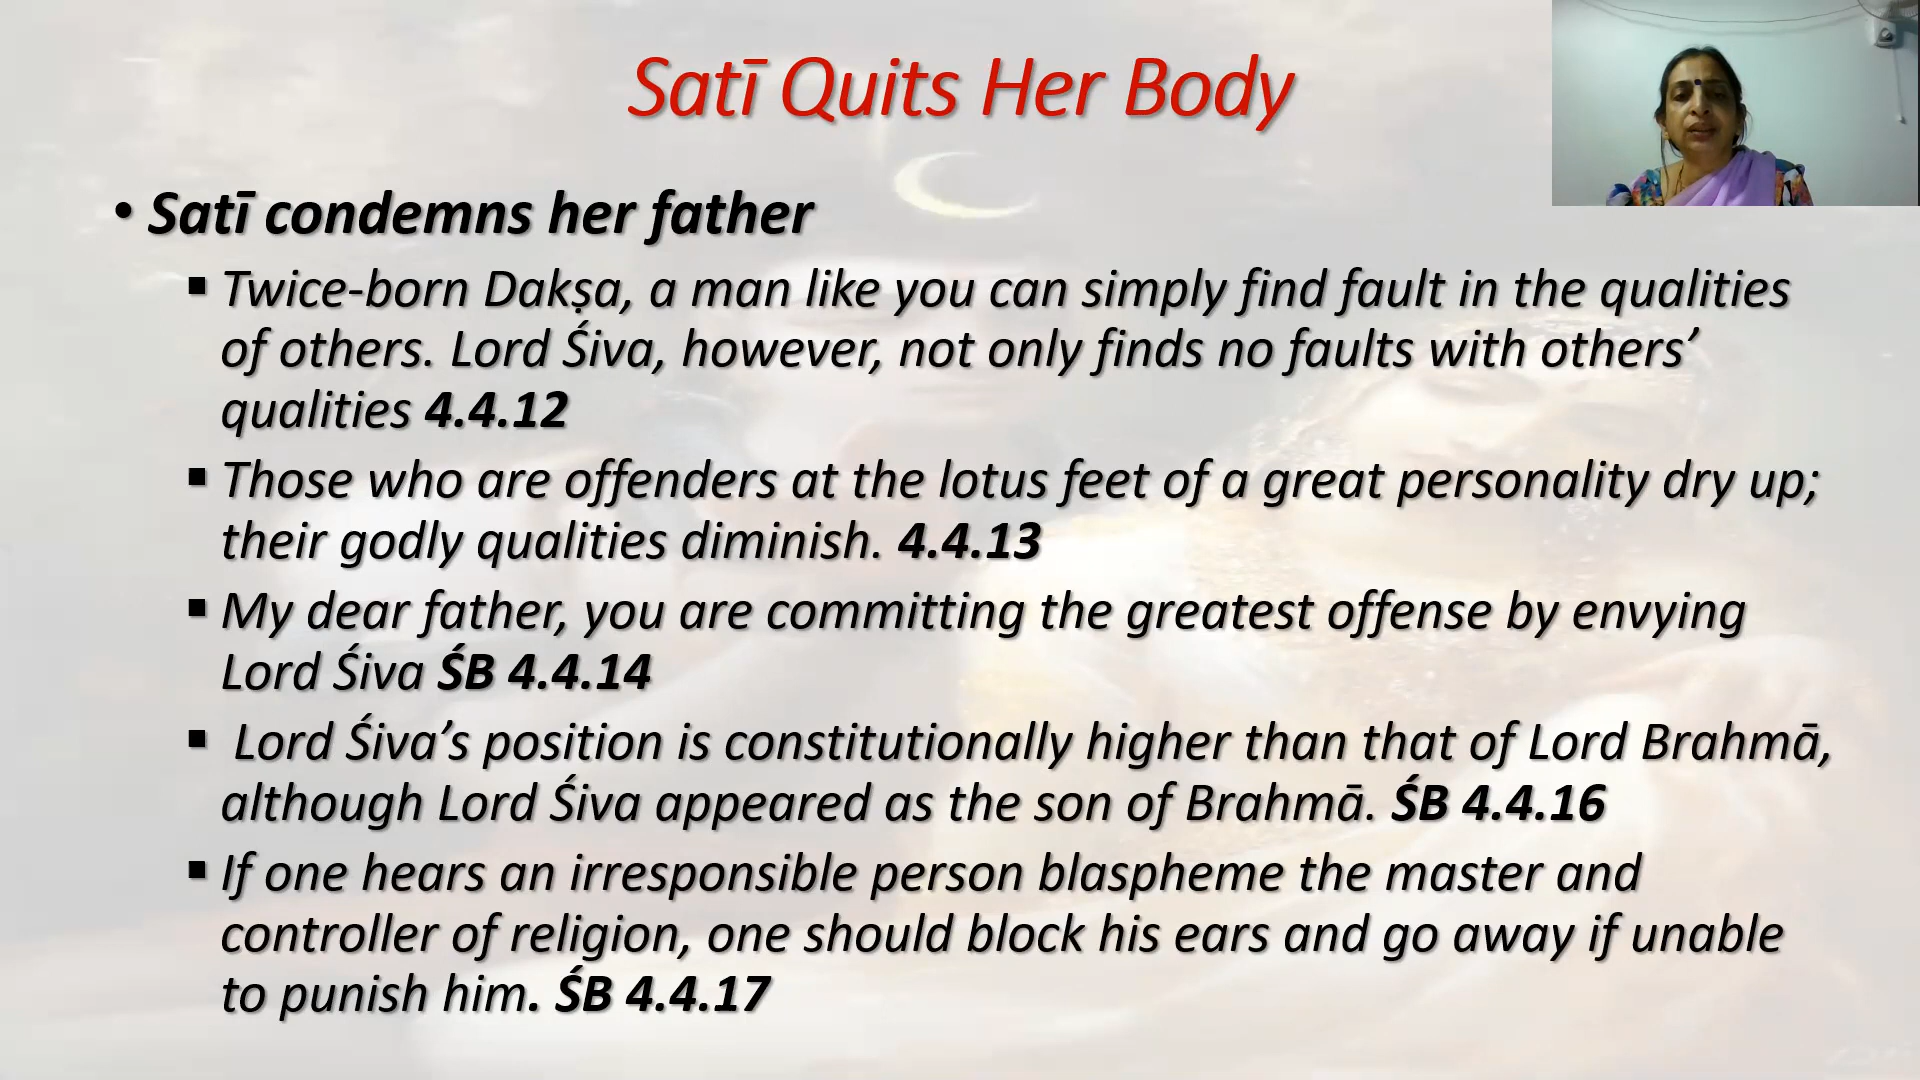 Satī Quits Her Body
• Satī condemns her father
▪ Twice-born Dakṣa, a man like you can simply find fault in the qualities
of others. Lord Śiva, however, not only finds no faults with others’
qualities 4.4.12
▪ Those who are offenders at the lotus feet of a great personality dry up;
their godly qualities diminish. 4.4.13
▪ My dear father, you are committing the greatest offense by envying
Lord Śiva ŚB 4.4.14
▪ Lord Śiva’s position is constitutionally higher than that of Lord Brahmā,
although Lord Śiva appeared as the son of Brahmā. ŚB 4.4.16
▪ If one hears an irresponsible person blaspheme the master and
controller of religion, one should block his ears and go away if unable
to punish him. ŚB 4.4.17